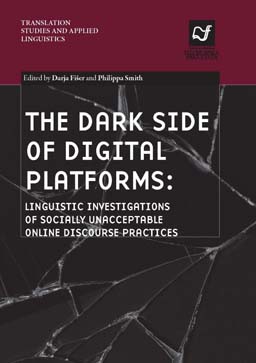 TRANSLATION
STUDIES AND APPLIED
LINGUISTICS
Edited by Darja Fišer and Philippa Smith
THE DARK SIDE
OF DIGITAL
PLATFORMS:
LINGUISTIC INVESTIGATIONS
OF SOCIALLY UNACCEPTABLE
ONLINE DISCOURSE PRACTICES